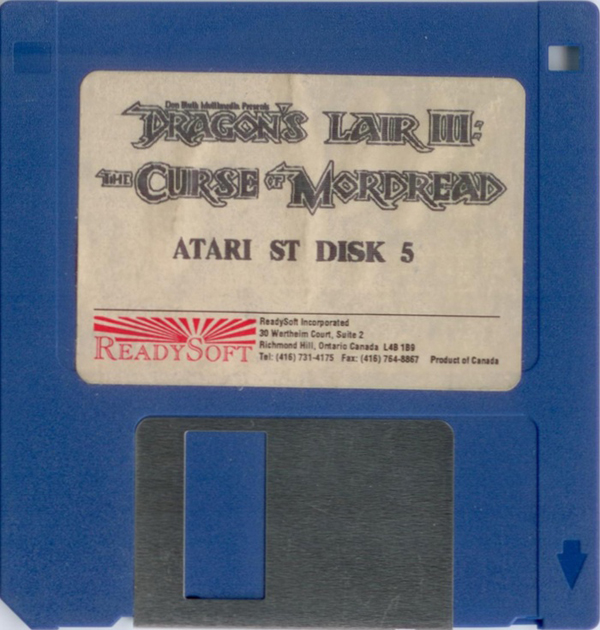 Don Bluth Multimedia Presents
DRAGON'S LAIR III:
THE CURSE OF MORDREAD
ATARI ST DISK 5
READYSOFT
ReadySoft Incorporated
30 Wertheim Court, Suite 2
Richmond Hill, Ontario Canada L4B 1B9
Tel: (416) 731-4175 Fax: (416) 764-8867 Product of Canada